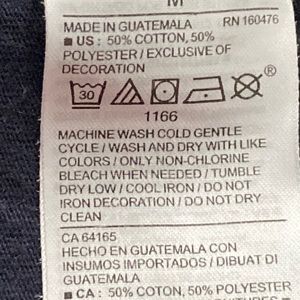 M
MADE IN GUATEMALA RN 160476
■ US : 50% COTTON, 50%
POLYESTER / EXCLUSIVE OF
DECORATION
30 ®
1166
MACHINE WASH COLD GENTLE
CYCLE / WASH AND DRY WITH LIKE
COLORS / ONLY NON-CHLORINE
BLEACH WHEN NEEDED / TUMBLE
DRY LOW / COOL IRON / DO NOT
IRON DECORATION / DO NOT DRY
CLEAN
CA 64165
HECHO EN GUATEMALA CON
INSUMOS IMPORTADOS / DIBUAT DI
GUATEMALA
■ CA : 50% COTTON, 50% POLYESTER